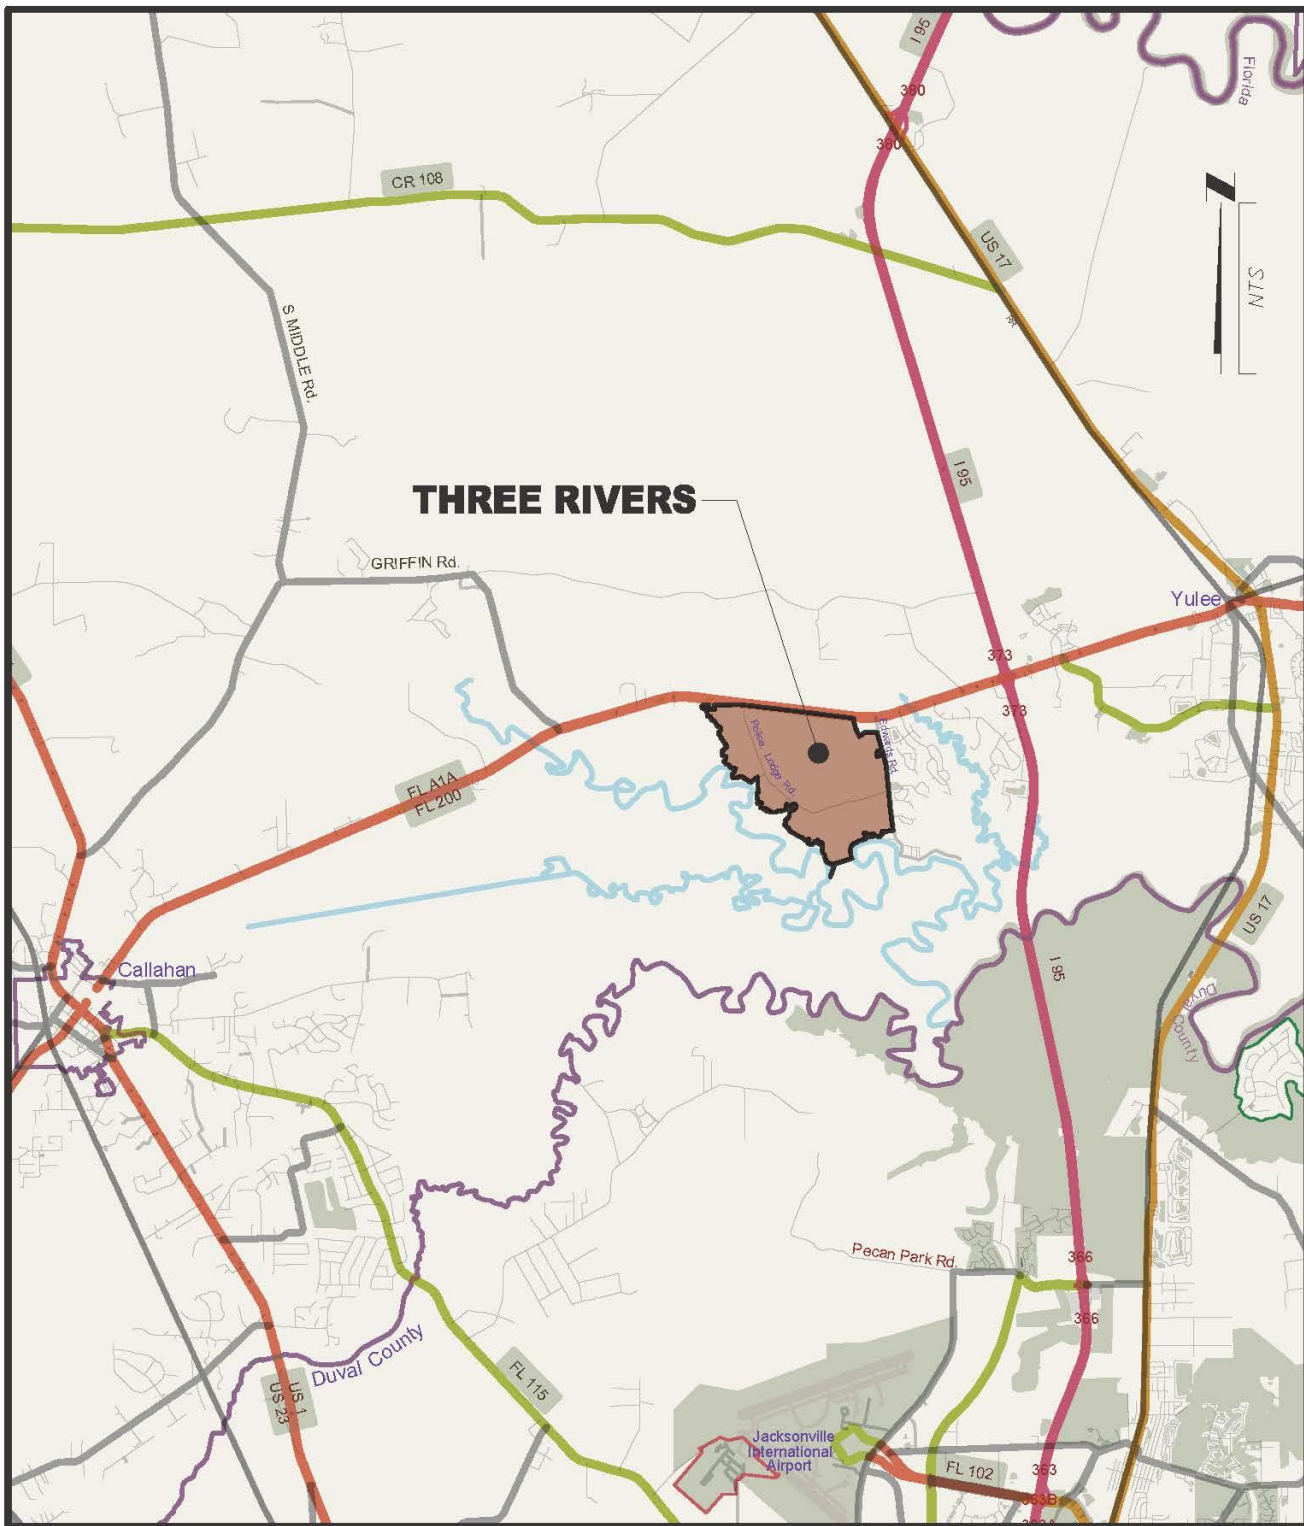 I 95
380
380
Florida
CR 108
US 17
NTS
RR
S MIDDLE Rd.
I 95
THREE RIVERS
GRIFFIN Rd.
Yulee
373
373
Police Lodge Rd.
Edwards Rd.
FL A1A
FL 200
US 17
Callahan
I 95
Duval
County
Pecan Park Rd.
366
366
Duval County
FL 115
US 1
US 23
Jacksonville
International
Airport
FL 102
363
363B
363A